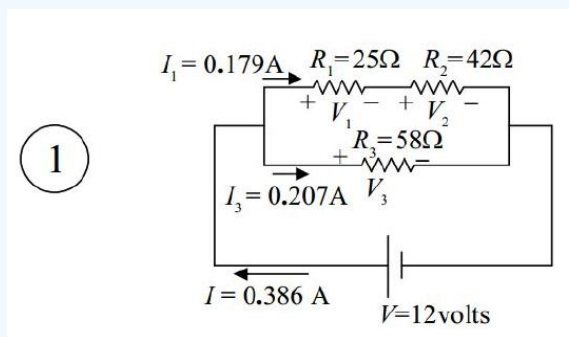 I₁ = 0.179A R₁=25Ω R₂=42Ω
+ V₁ − + V₂ −
R₃=58Ω
1
+ −
I₃ = 0.207A V₃
I = 0.386 A
V=12volts